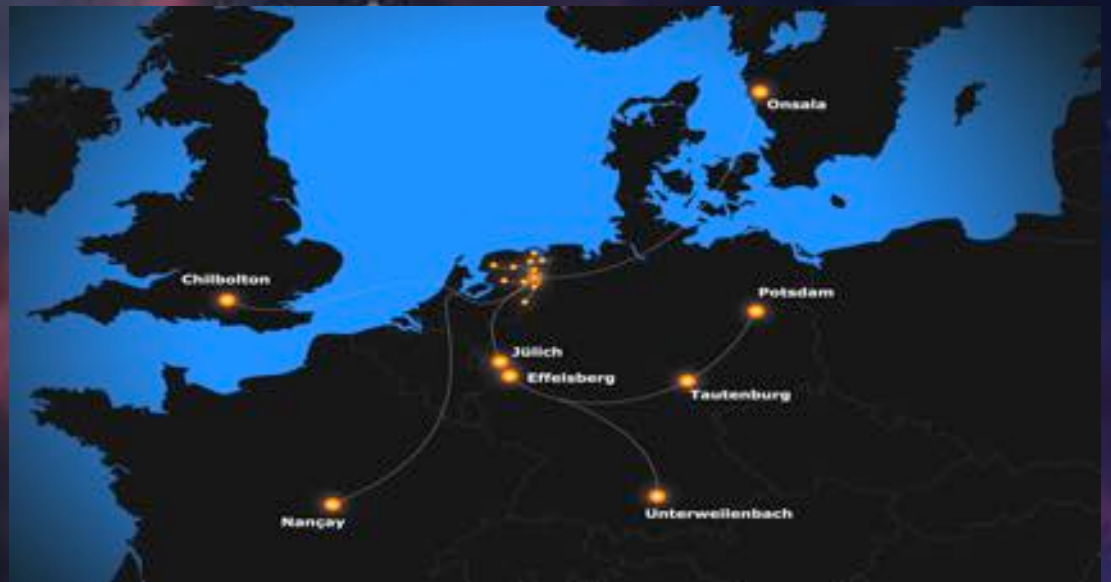 Onsala
Chilbolton
Potsdam
Jülich
Effelsberg
Tautenburg
Nançay
Unterweilenbach